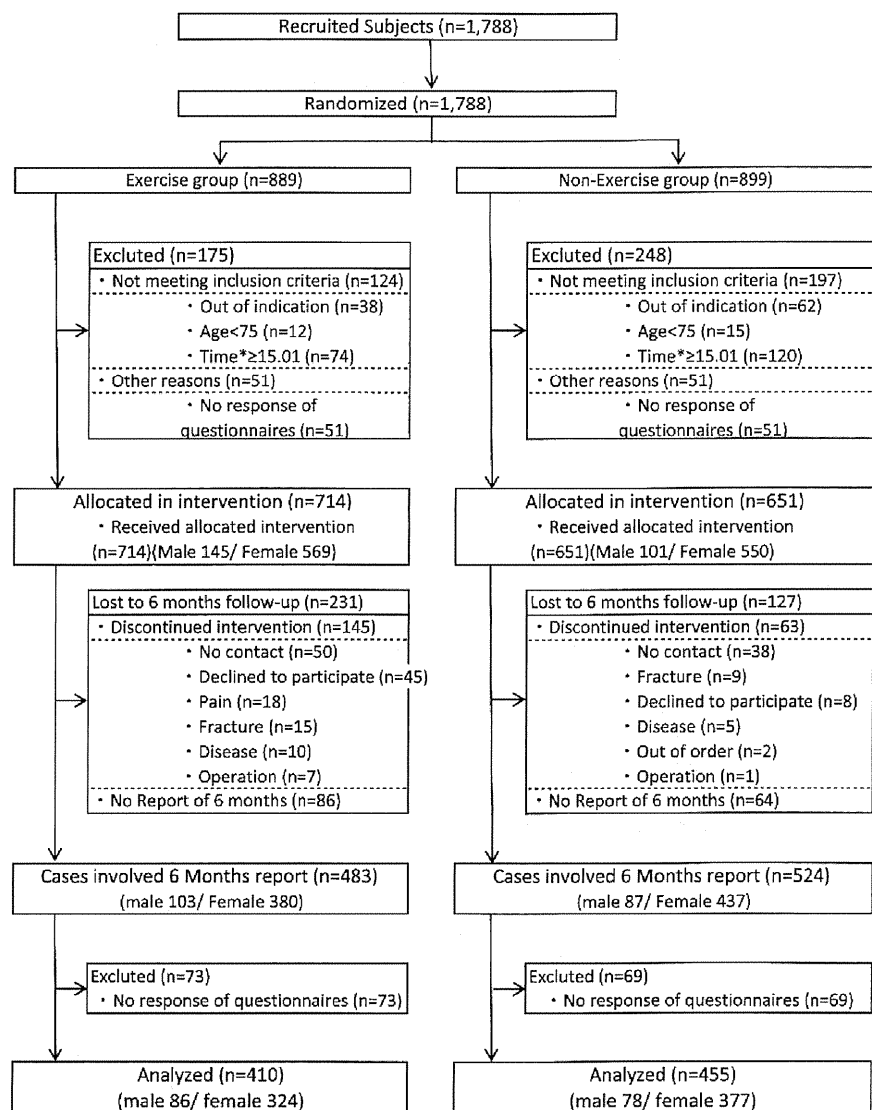 Recruited Subjects (n=1,788)
Randomized (n=1,788)
Exercise group (n=889)
Excluded (n=175)
・Not meeting inclusion criteria (n=124)
・Out of indication (n=38)
・Age<75 (n=12)
・Time*≥15.01 (n=74)
・Other reasons (n=51)
・No response of
questionnaires (n=51)
Allocated in intervention (n=714)
・Received allocated intervention
(n=714)(Male 145/ Female 569)
Lost to 6 months follow-up (n=231)
・Discontinued intervention (n=145)
・No contact (n=50)
・Declined to participate (n=45)
・Pain (n=18)
・Fracture (n=15)
・Disease (n=10)
・Operation (n=7)
・No Report of 6 months (n=86)
Cases involved 6 Months report (n=483)
(male 103/ Female 380)
Excluded (n=73)
・No response of questionnaires (n=73)
Analyzed (n=410)
(male 86/ female 324)
Non-Exercise group (n=899)
Excluded (n=248)
・Not meeting inclusion criteria (n=197)
・Out of indication (n=62)
・Age<75 (n=15)
・Time*≥15.01 (n=120)
・Other reasons (n=51)
・No response of
questionnaires (n=51)
Allocated in intervention (n=651)
・Received allocated intervention
(n=651)(Male 101/ Female 550)
Lost to 6 months follow-up (n=127)
・Discontinued intervention (n=63)
・No contact (n=38)
・Fracture (n=9)
・Declined to participate (n=8)
・Disease (n=5)
・Out of order (n=2)
・Operation (n=1)
・No Report of 6 months (n=64)
Cases involved 6 Months report (n=524)
(male 87/ Female 437)
Excluded (n=69)
・No response of questionnaires (n=69)
Analyzed (n=455)
(male 78/ female 377)